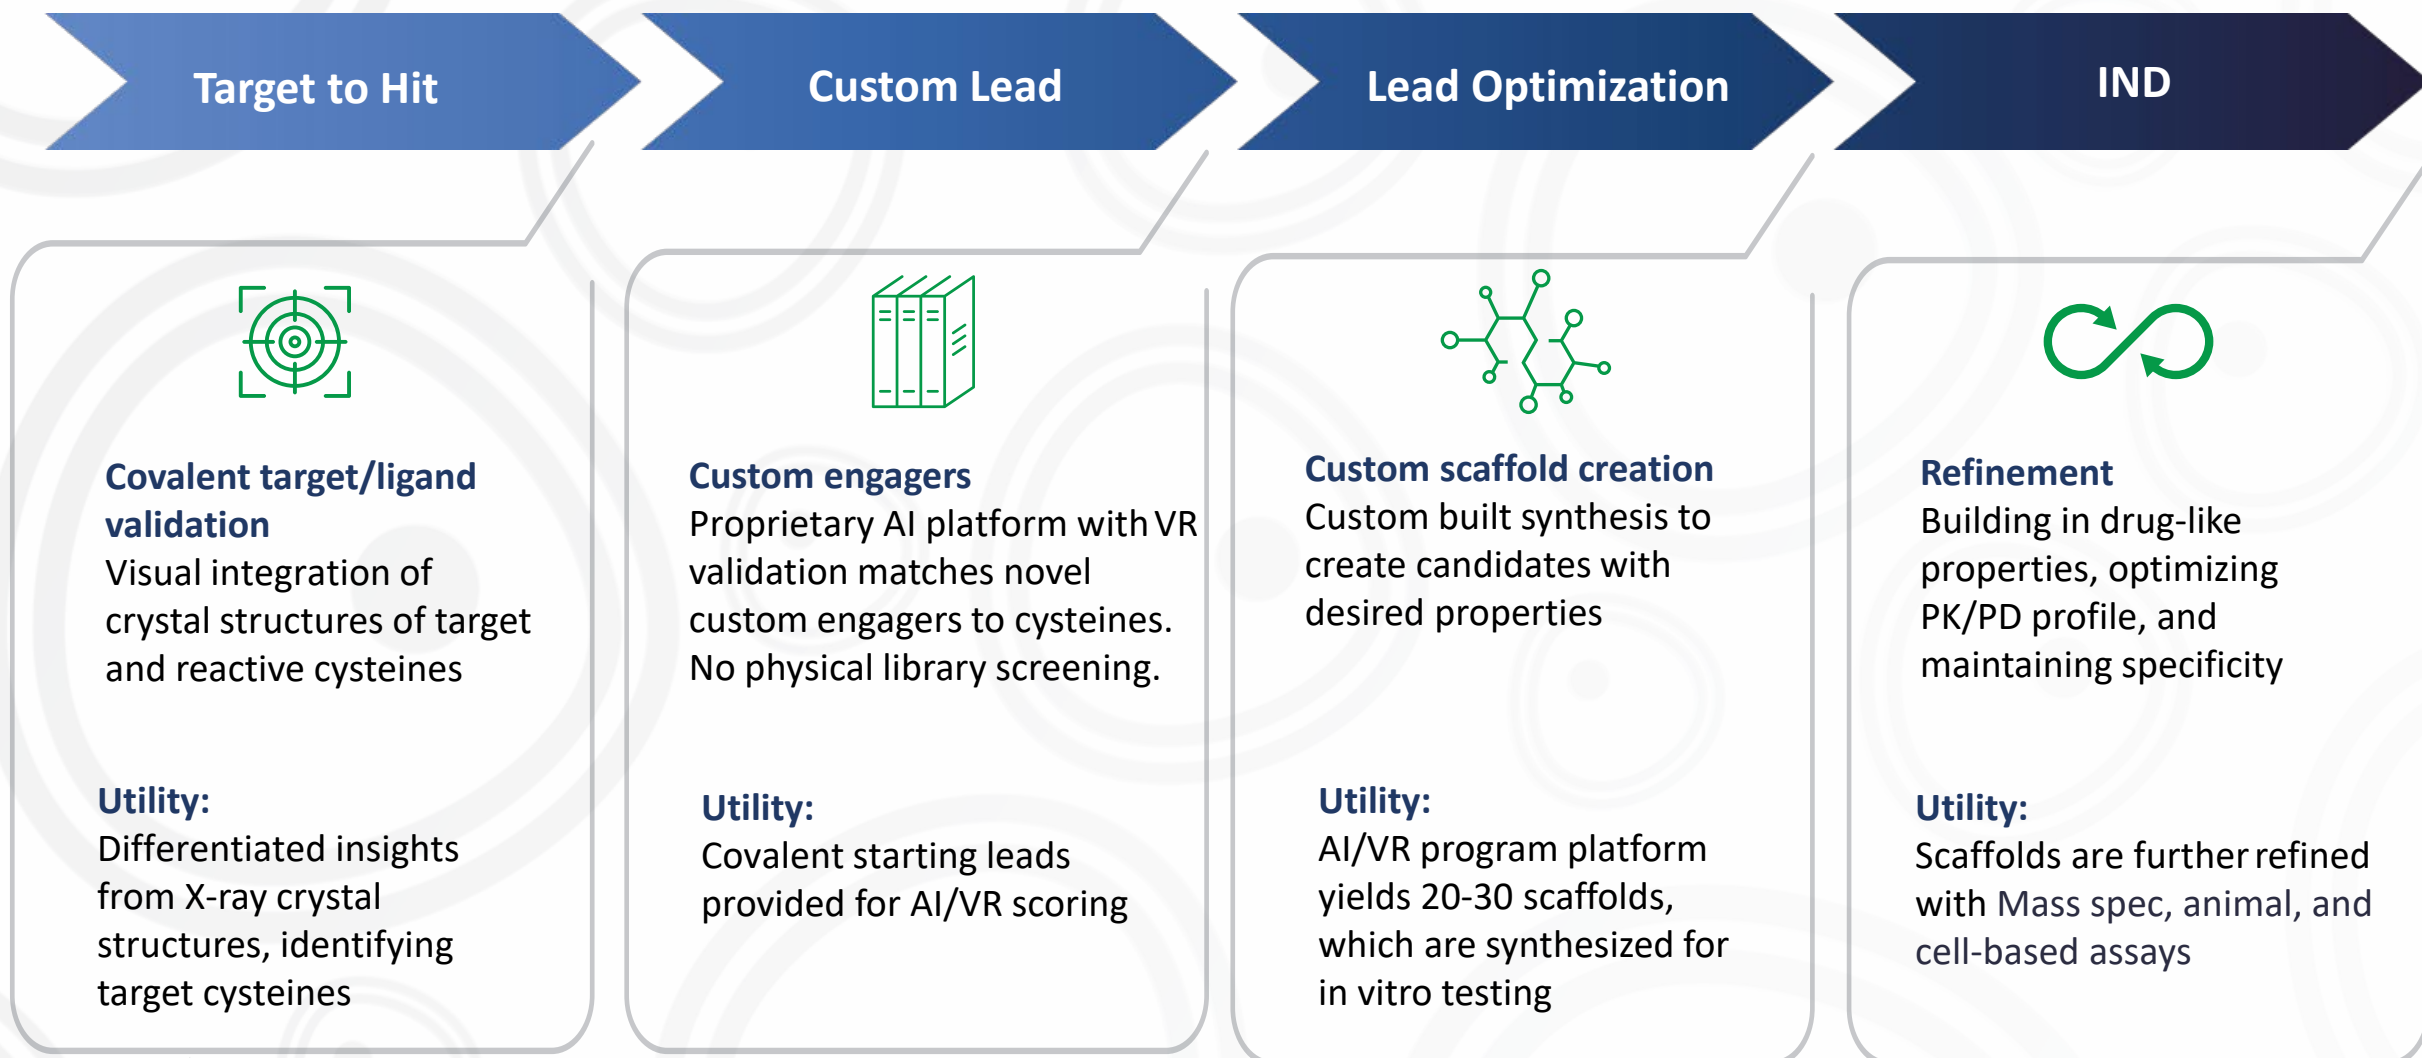 Target to Hit
Custom Lead
Lead Optimization
IND
Covalent target/ligand
validation
Visual integration of
crystal structures of target
and reactive cysteines
Utility:
Differentiated insights
from X-ray crystal
structures, identifying
target cysteines
Custom engagers
Proprietary AI platform with VR
validation matches novel
custom engagers to cysteines.
No physical library screening.
Utility:
Covalent starting leads
provided for AI/VR scoring
Custom scaffold creation
Custom built synthesis to
create candidates with
desired properties
Utility:
AI/VR program platform
yields 20-30 scaffolds,
which are synthesized for
in vitro testing
Refinement
Building in drug-like
properties, optimizing
PK/PD profile, and
maintaining specificity
Utility:
Scaffolds are further refined
with Mass spec, animal, and
cell-based assays